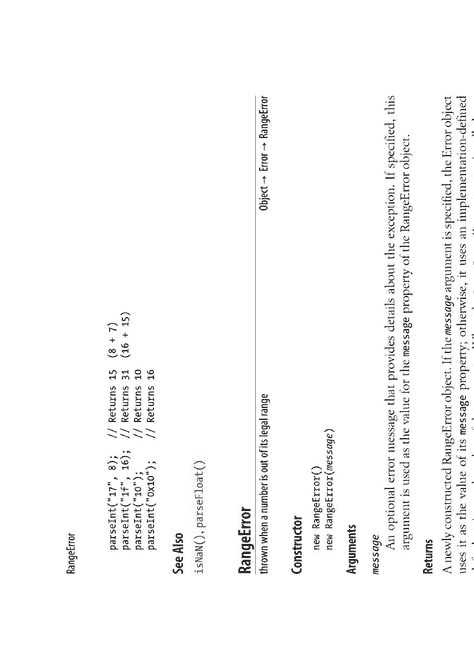 RangeError
parseInt("17", 8);  // Returns 15  (8 + 7)
parseInt("1f", 16);  // Returns 31  (16 + 15)
parseInt("10");  // Returns 10
parseInt("0x10");  // Returns 16
See Also
isNaN(), parseFloat()
RangeError
thrown when a number is out of its legal range Object → Error → RangeError
Constructor
new RangeError()
new RangeError(message)
Arguments
message
An optional error message that provides details about the exception. If specified, this
argument is used as the value for the message property of the RangeError object.
Returns
A newly constructed RangeError object. If the message argument is specified, the Error object
uses it as the value of its message property; otherwise, it uses an implementation-defined